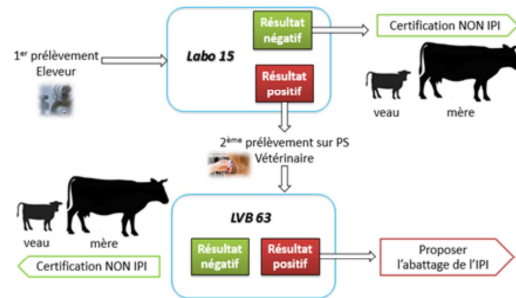 1er prélèvement
Eleveur
Labo 15
Résultat
négatif
Résultat
positif
Certification NON IPI
veau
mère
2ème prélèvement sur PS
Vétérinaire
LVB 63
Résultat
négatif
Résultat
positif
veau
mère
Certification NON IPI
Proposer
l'abattage de l'IPI